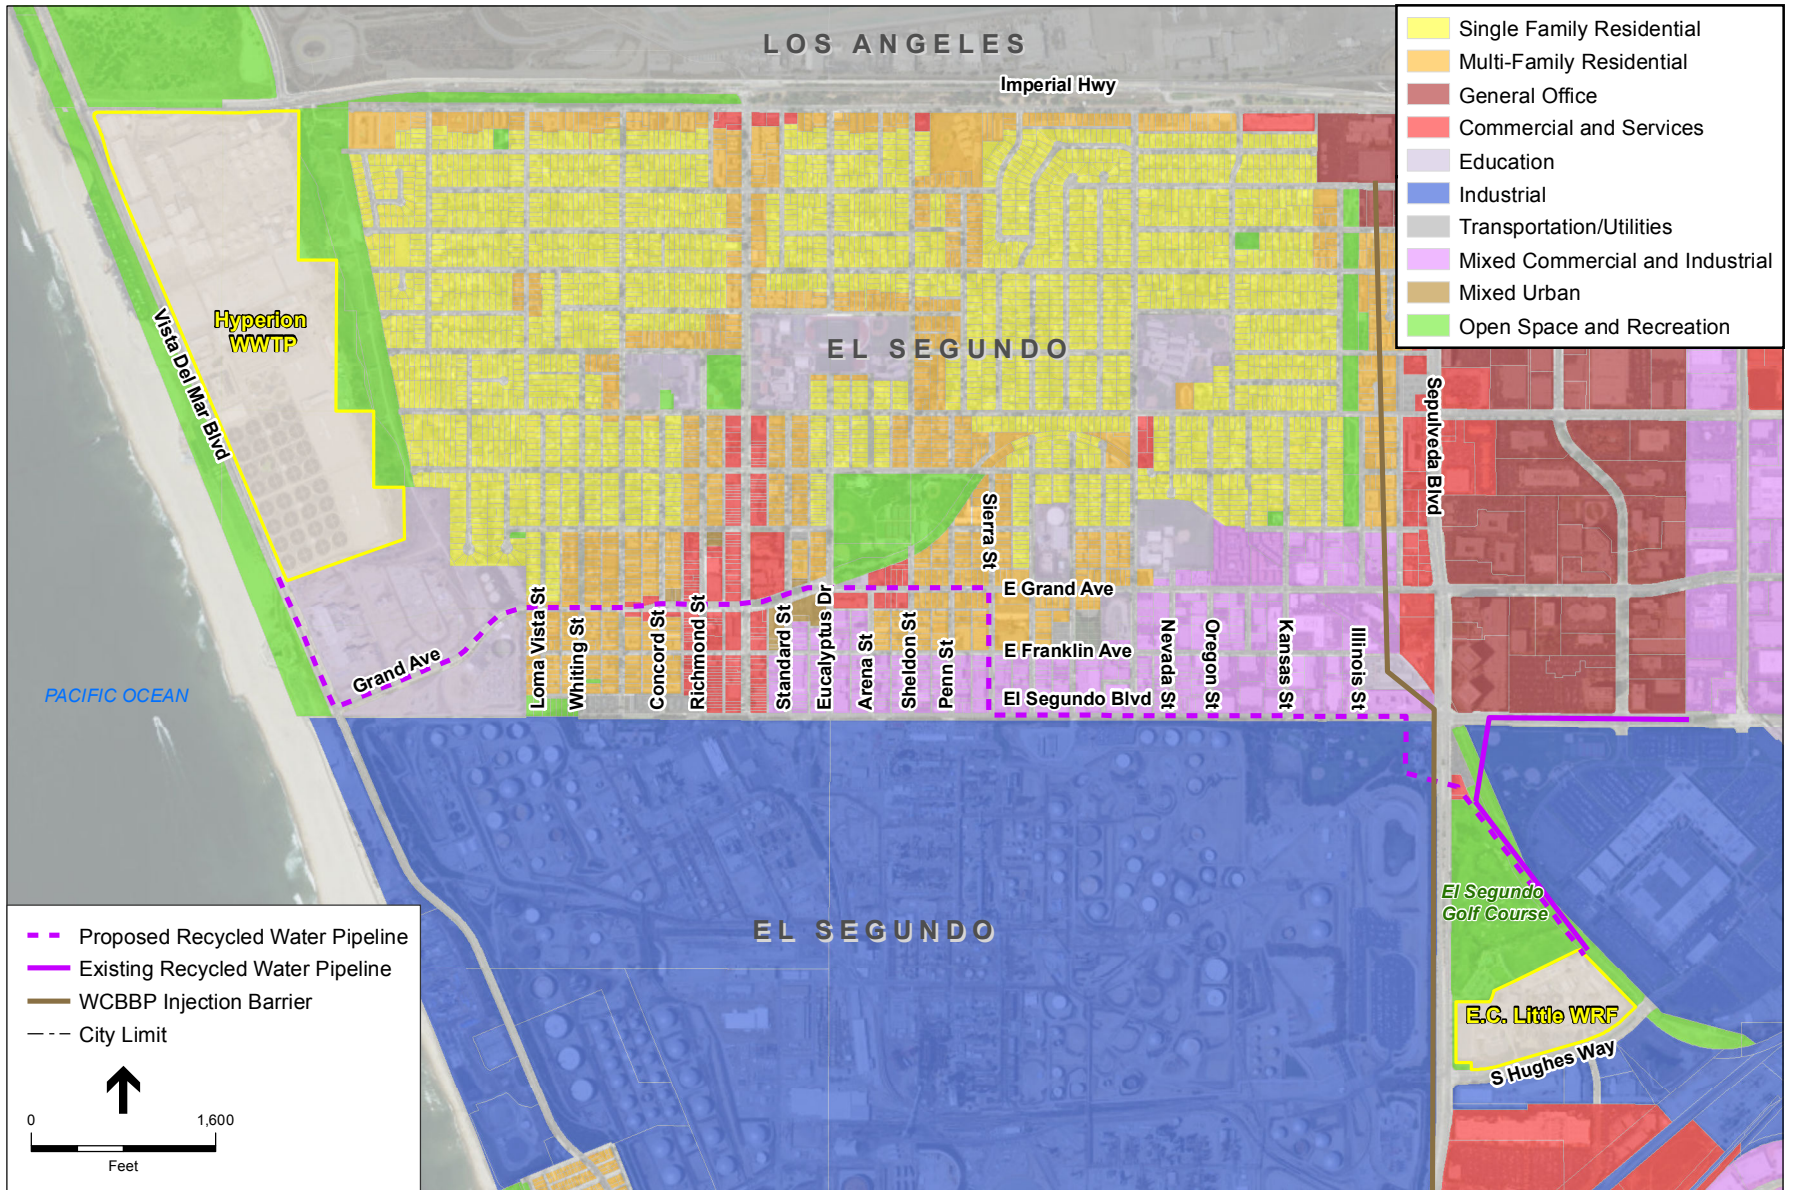 LOS ANGELES
Imperial Hwy
Single Family Residential
Multi-Family Residential
General Office
Commercial and Services
Education
Industrial
Transportation/Utilities
Mixed Commercial and Industrial
Mixed Urban
Open Space and Recreation
Hyperion
WWTP
Vista Del Mar Blvd
EL SEGUNDO
Sepulveda Blvd
Sierra St
E Grand Ave
Loma Vista St
Whiting St
Concord St
Richmond St
Standard St
Eucalyptus Dr
Arena St
Sheldon St
Penn St
E Franklin Ave
Nevada St
Oregon St
Kansas St
Illinois St
Grand Ave
El Segundo Blvd
PACIFIC OCEAN
El Segundo
Golf Course
EL SEGUNDO
E.C. Little WRF
S Hughes Way
Proposed Recycled Water Pipeline
Existing Recycled Water Pipeline
WCBBP Injection Barrier
City Limit
0 1,600
Feet